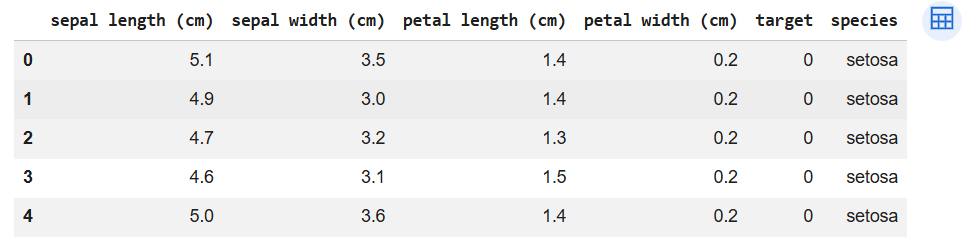 sepal length (cm) sepal width (cm) petal length (cm) petal width (cm) target species
0 5.1 3.5 1.4 0.2 0 setosa
1 4.9 3.0 1.4 0.2 0 setosa
2 4.7 3.2 1.3 0.2 0 setosa
3 4.6 3.1 1.5 0.2 0 setosa
4 5.0 3.6 1.4 0.2 0 setosa